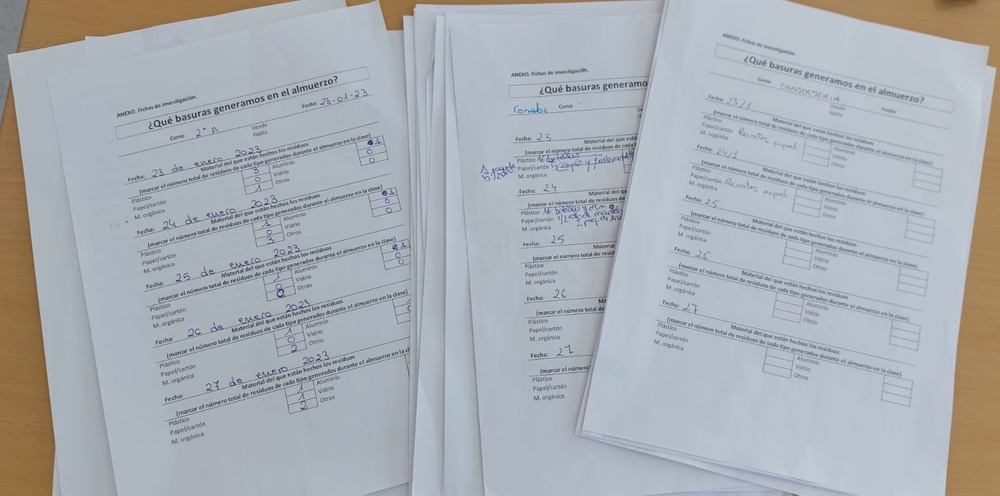 ANEXO. Fichas de investigación.
¿Qué basuras generamos en el almuerzo?
Curso 2º A Desde Fecha 23-01-23
Hasta
Fecha: 23 de enero 2023
Material del que están hechos los residuos
(marcar el número total de residuos de cada tipo generados durante el almuerzo en la clase)
Plástico 3 Aluminio 1
Papel/cartón 0 Vidrio 0
M. orgánica 1 Otros 0
Fecha: 24 de enero 2023
Material del que están hechos los residuos
(marcar el número total de residuos de cada tipo generados durante el almuerzo en la clase)
Plástico 1 Aluminio 1
Papel/cartón 0 Vidrio 0
M. orgánica 3 Otros 0
Fecha: 25 de enero 2023
Material del que están hechos los residuos
(marcar el número total de residuos de cada tipo generados durante el almuerzo en la clase)
Plástico 1 Aluminio 1
Papel/cartón 0 Vidrio 0
M. orgánica 0 Otros 0
Fecha: 26 de enero 2023
Material del que están hechos los residuos
(marcar el número total de residuos de cada tipo generados durante el almuerzo en la clase)
Plástico 1 Aluminio
Papel/cartón 0 Vidrio
M. orgánica 2 Otros
Fecha: 27 de enero 2023
Material del que están hechos los residuos
(marcar el número total de residuos de cada tipo generados durante el almuerzo en la cl
Plástico 1 Aluminio
Papel/cartón 1 Vidrio
M. orgánica 2 Otros
ANEXO. Fichas de investigación.
¿Qué basuras generamo
Curso De
H
Fecha: 23
Material del que está
(marcar el número total de residuos de cada t
Plástico 16 botellas
Papel/cartón 2 cajas y
M. orgánica
Fecha: 24
Material del qu
(marcar el número total de residuos de
Plástico 16 botellas y
Papel/cartón 1/2 rollo de
M. orgánica 2 paq. de
Fecha: 25
Material
(marcar el número total de resid
Plástico
Papel/cartón
M. orgánica
Fecha: 26
Ma
(marcar el número total de
Plástico
Papel/cartón
M. orgánica
Fecha: 27
(marcar el número
Plástico
Papel/cartón
M. orgánica
ANEXO. Fichas de investigación.
¿Qué basuras generamos en el almuerzo?
Curso CONSERJERIA Desde Fecha
Hasta
Fecha: 23/1
Material del que están hechos los residuos
(marcar el número total de residuos de cada tipo generados durante el almuerzo en la clase)
Plástico Aluminio
Papel/cartón Recortes papel Vidrio
M. orgánica Otros
Fecha: 24/1
Material del que están hechos los residuos
(marcar el número total de residuos de cada tipo generados durante el almuerzo en la clase)
Plástico Aluminio
Papel/cartón Recortes papel Vidrio
M. orgánica Otros
Fecha: 25
Material del que están hechos los residuos
(marcar el número total de residuos de cada tipo generados durante el almuerzo en la clase)
Plástico Aluminio
Papel/cartón Vidrio
M. orgánica Otros
Fecha: 26
Material del que están hechos los residuos
(marcar el número total de residuos de cada tipo generados durante el almuerzo en la clase)
Plástico Aluminio
Papel/cartón Vidrio
M. orgánica Otros
Fecha: 27
Material del que están hechos los residuos
(marcar el número total de residuos de cada tipo generados durante el almuerzo en la clase)
Plástico Aluminio
Papel/cartón Vidrio
M. orgánica Otros